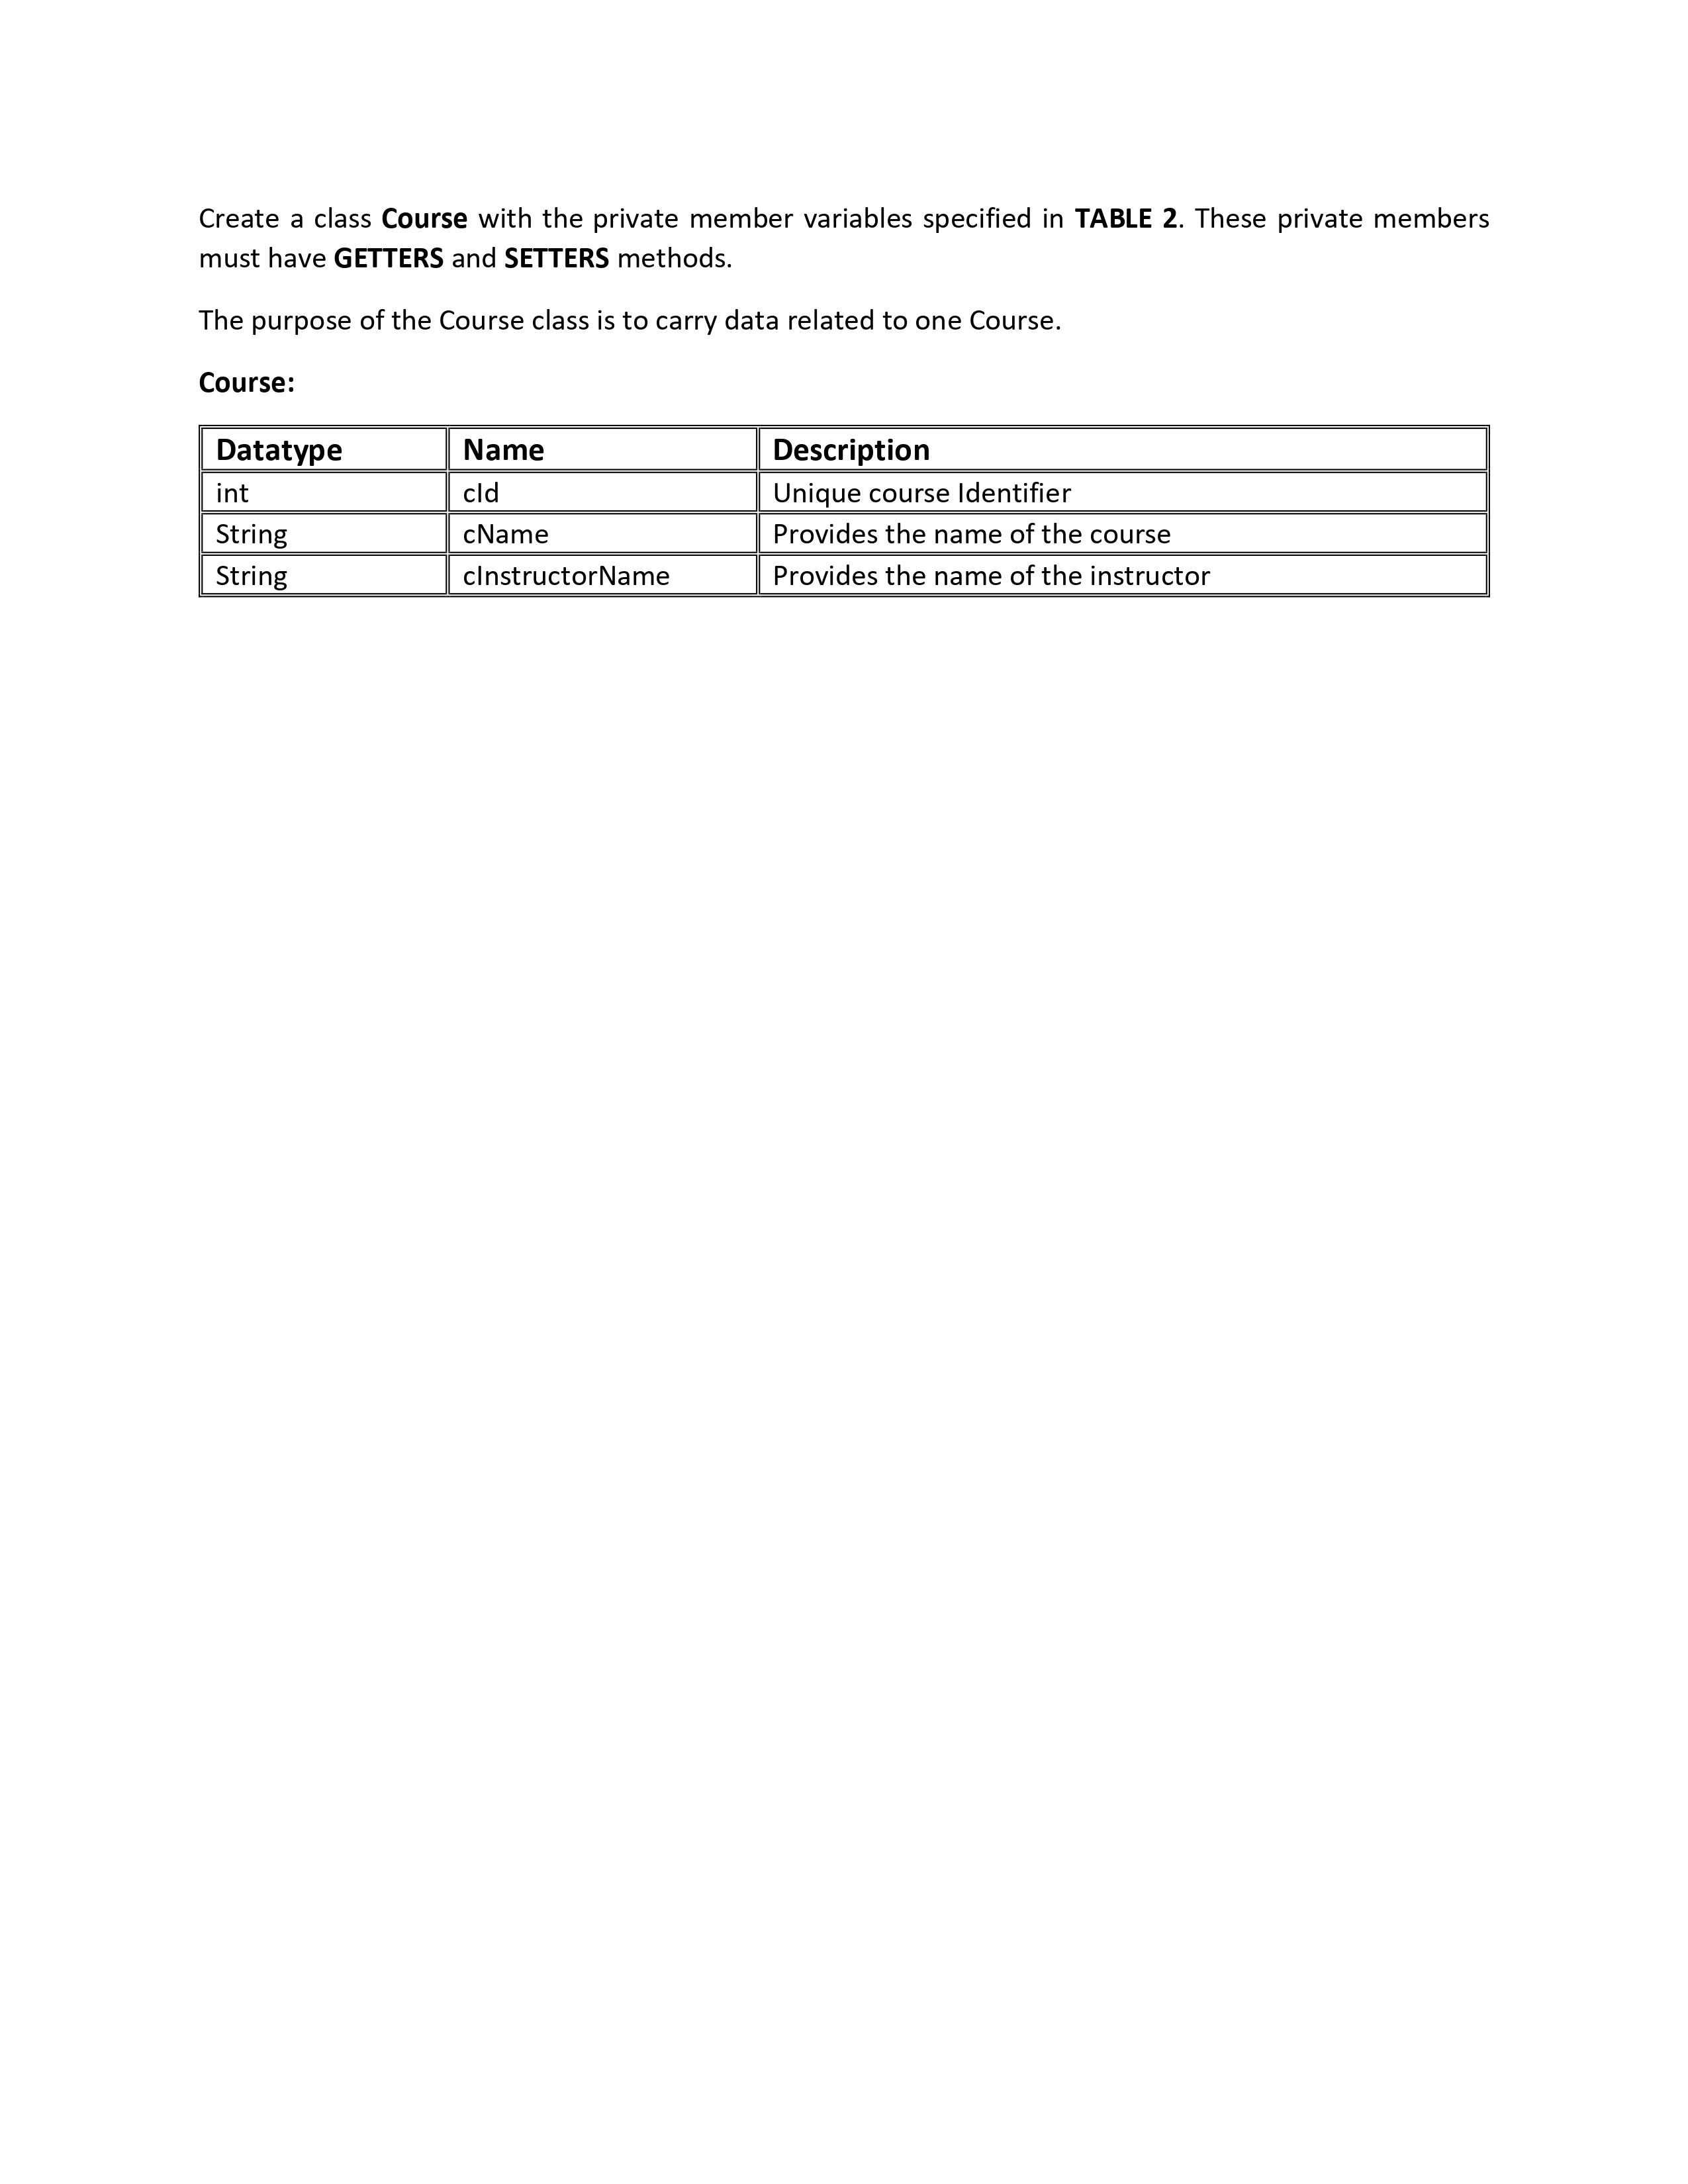 Create a class Course with the private member variables specified in TABLE 2. These private members
must have GETTERS and SETTERS methods.
The purpose of the Course class is to carry data related to one Course.
Course:
Datatype Name Description
int cId Unique course Identifier
String cName Provides the name of the course
String cInstructorName Provides the name of the instructor